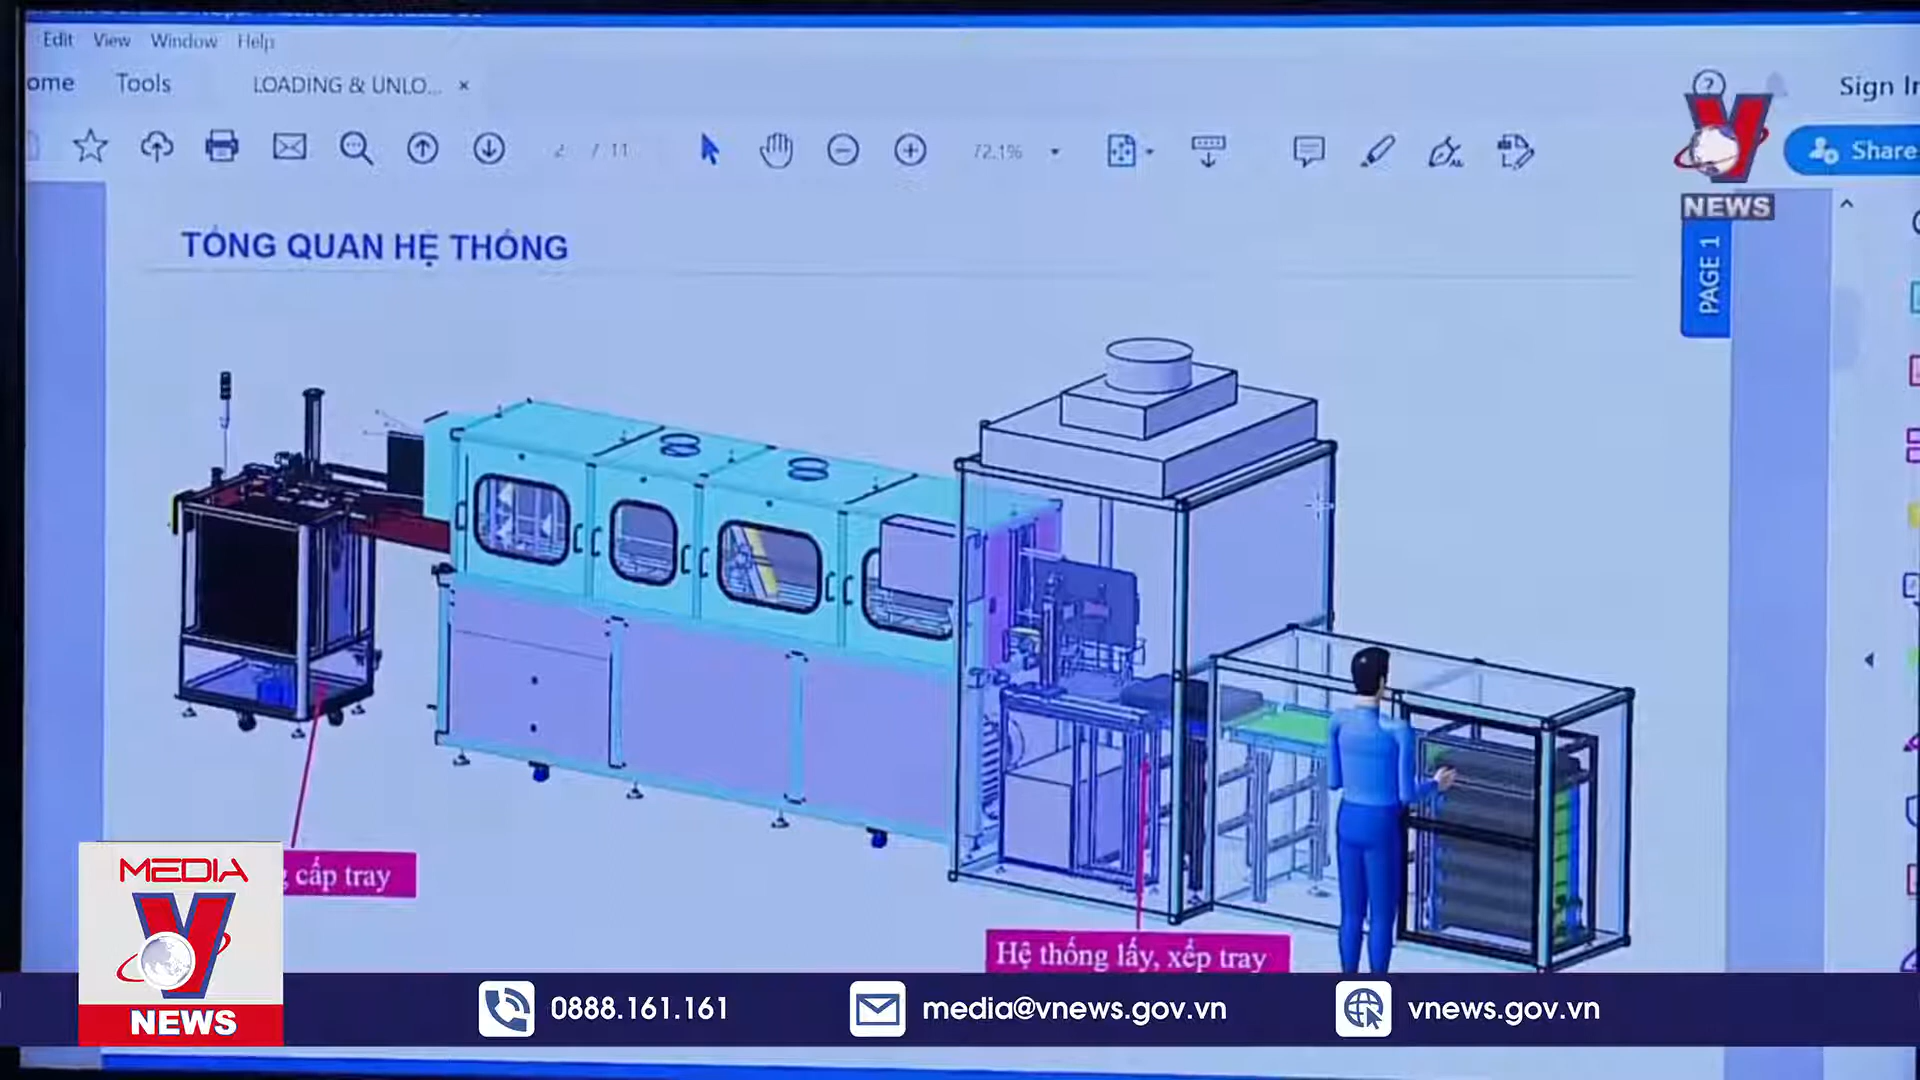 Edit View Window Help
ome Tools LOADING & UNLO... ×
Sign In
2 / 11
72.1%
Share
NEWS
TỔNG QUAN HỆ THỐNG
PAGE 1
cấp tray
Hệ thống lấy, xếp tray
MEDIA
NEWS
0888.161.161
media@vnews.gov.vn
vnews.gov.vn